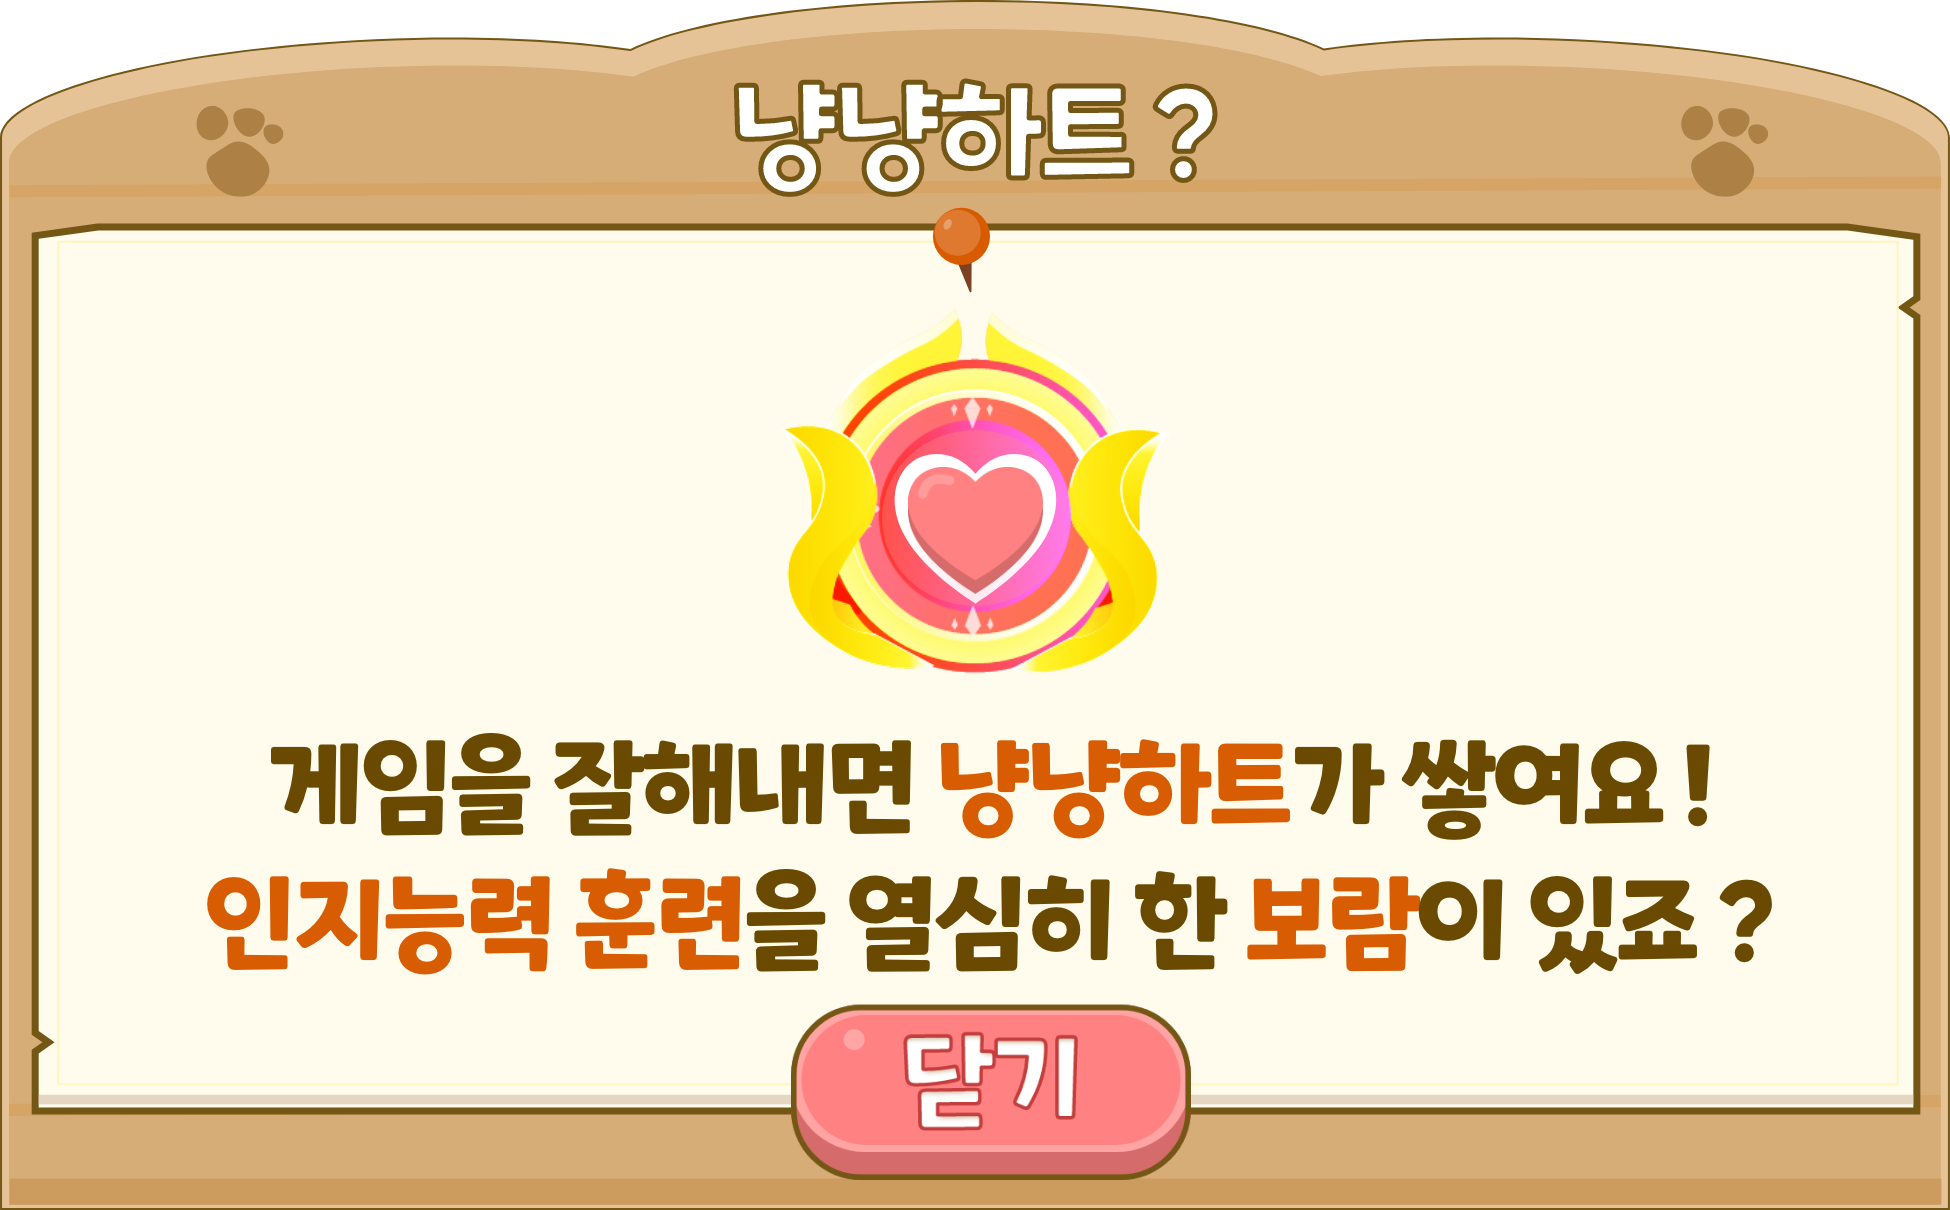 냥냥하트?
게임을 잘해내면 냥냥하트가 쌓여요!
인지능력 훈련을 열심히 한 보람이 있죠?
닫기